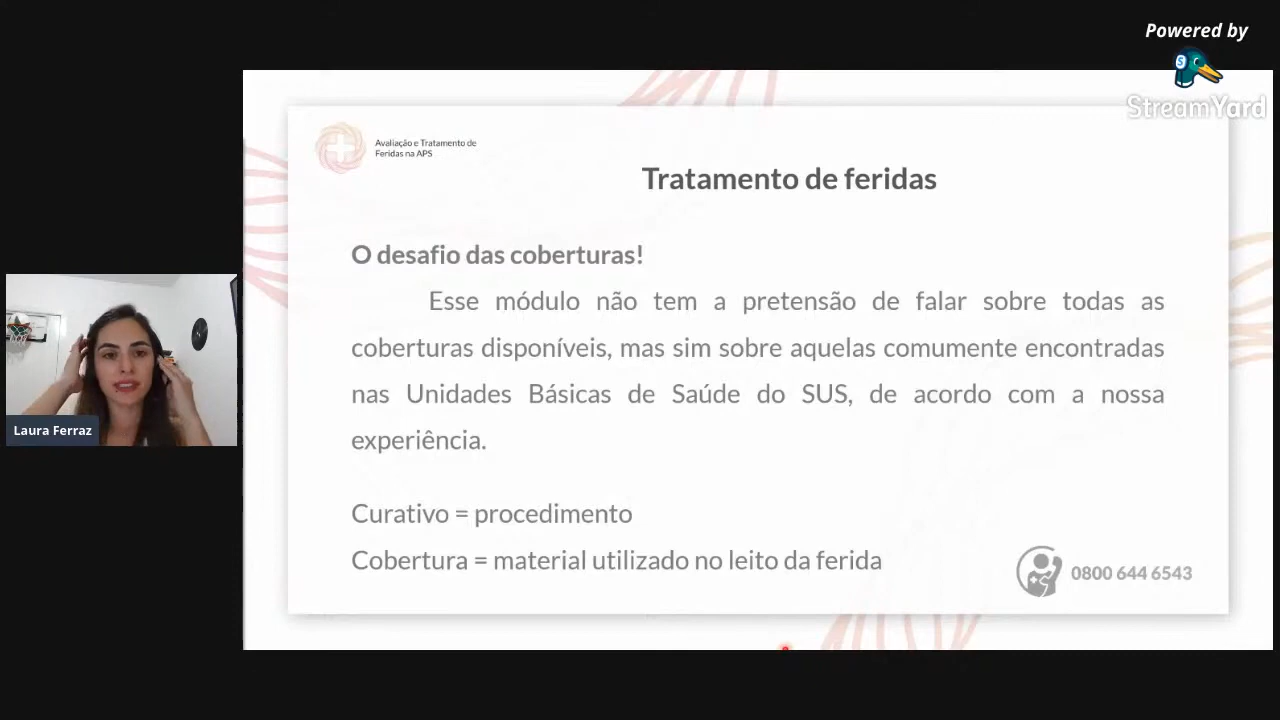 Powered by
StreamYard
Avaliação e Tratamento de
Feridas na APS
Tratamento de feridas
O desafio das coberturas!
Esse módulo não tem a pretensão de falar sobre todas as
coberturas disponíveis, mas sim sobre aquelas comumente encontradas
nas Unidades Básicas de Saúde do SUS, de acordo com a nossa
experiência.
Laura Ferraz
Curativo = procedimento
Cobertura = material utilizado no leito da ferida
0800 644 6543